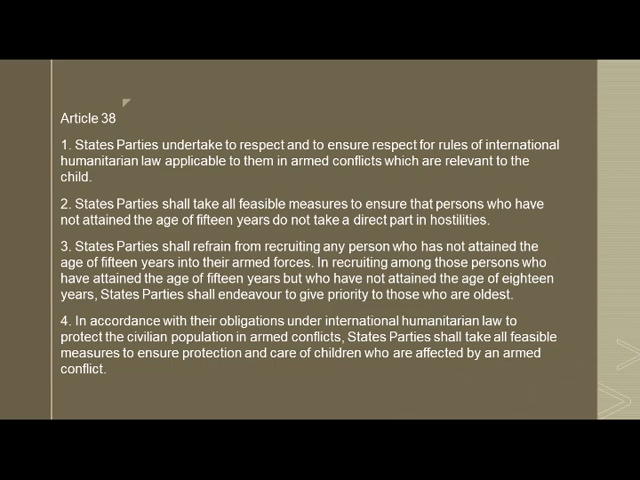 Article 38
1. States Parties undertake to respect and to ensure respect for rules of international
humanitarian law applicable to them in armed conflicts which are relevant to the
child.
2. States Parties shall take all feasible measures to ensure that persons who have
not attained the age of fifteen years do not take a direct part in hostilities.
3. States Parties shall refrain from recruiting any person who has not attained the
age of fifteen years into their armed forces. In recruiting among those persons who
have attained the age of fifteen years but who have not attained the age of eighteen
years, States Parties shall endeavour to give priority to those who are oldest.
4. In accordance with their obligations under international humanitarian law to
protect the civilian population in armed conflicts, States Parties shall take all feasible
measures to ensure protection and care of children who are affected by an armed
conflict.